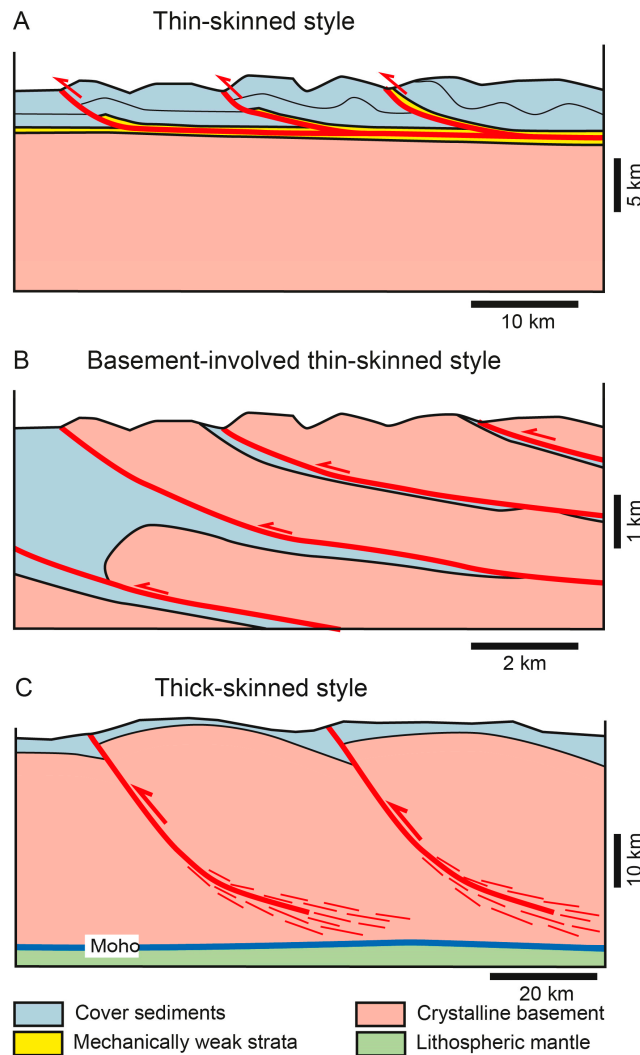 A Thin-skinned style
5 km
10 km
B Basement-involved thin-skinned style
1 km
2 km
C Thick-skinned style
10 km
Moho
20 km
Cover sediments
Crystalline basement
Mechanically weak strata
Lithospheric mantle